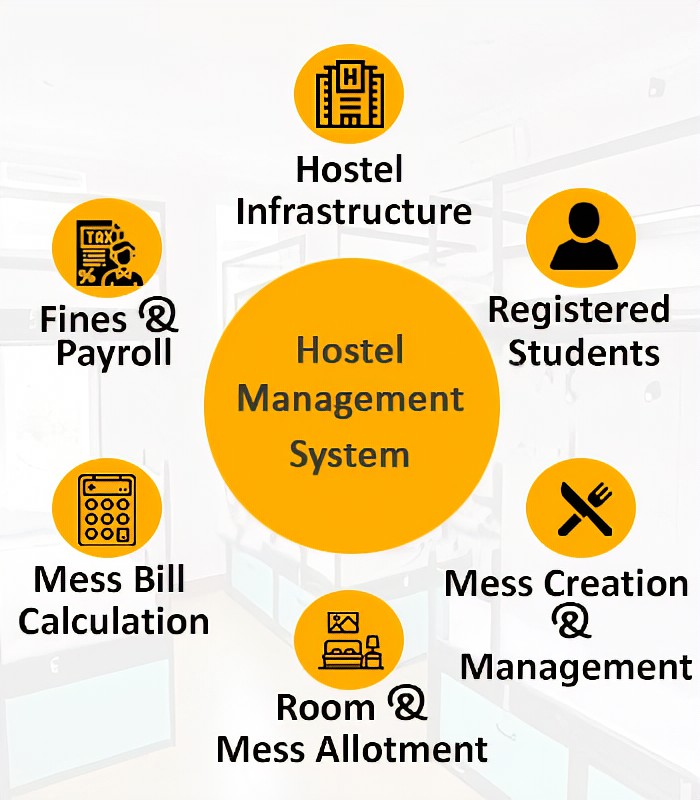 H
Hostel
Infrastructure
Registered
Students
TAX
%
Fines &
Payroll
Hostel
Management
System
Mess Bill
Calculation
Mess Creation
&
Management
Room &
Mess Allotment